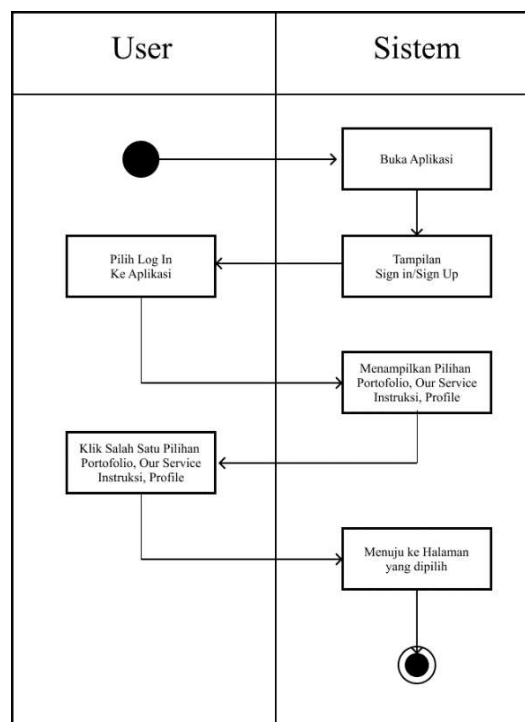 User
Sistem
Buka Aplikasi
Pilih Log In
Ke Aplikasi
Tampilan
Sign in/Sign Up
Menampilkan Pilihan
Portofolio, Our Service
Instruksi, Profile
Klik Salah Satu Pilihan
Portofolio, Our Service
Instruksi, Profile
Menuju ke Halaman
yang dipilih